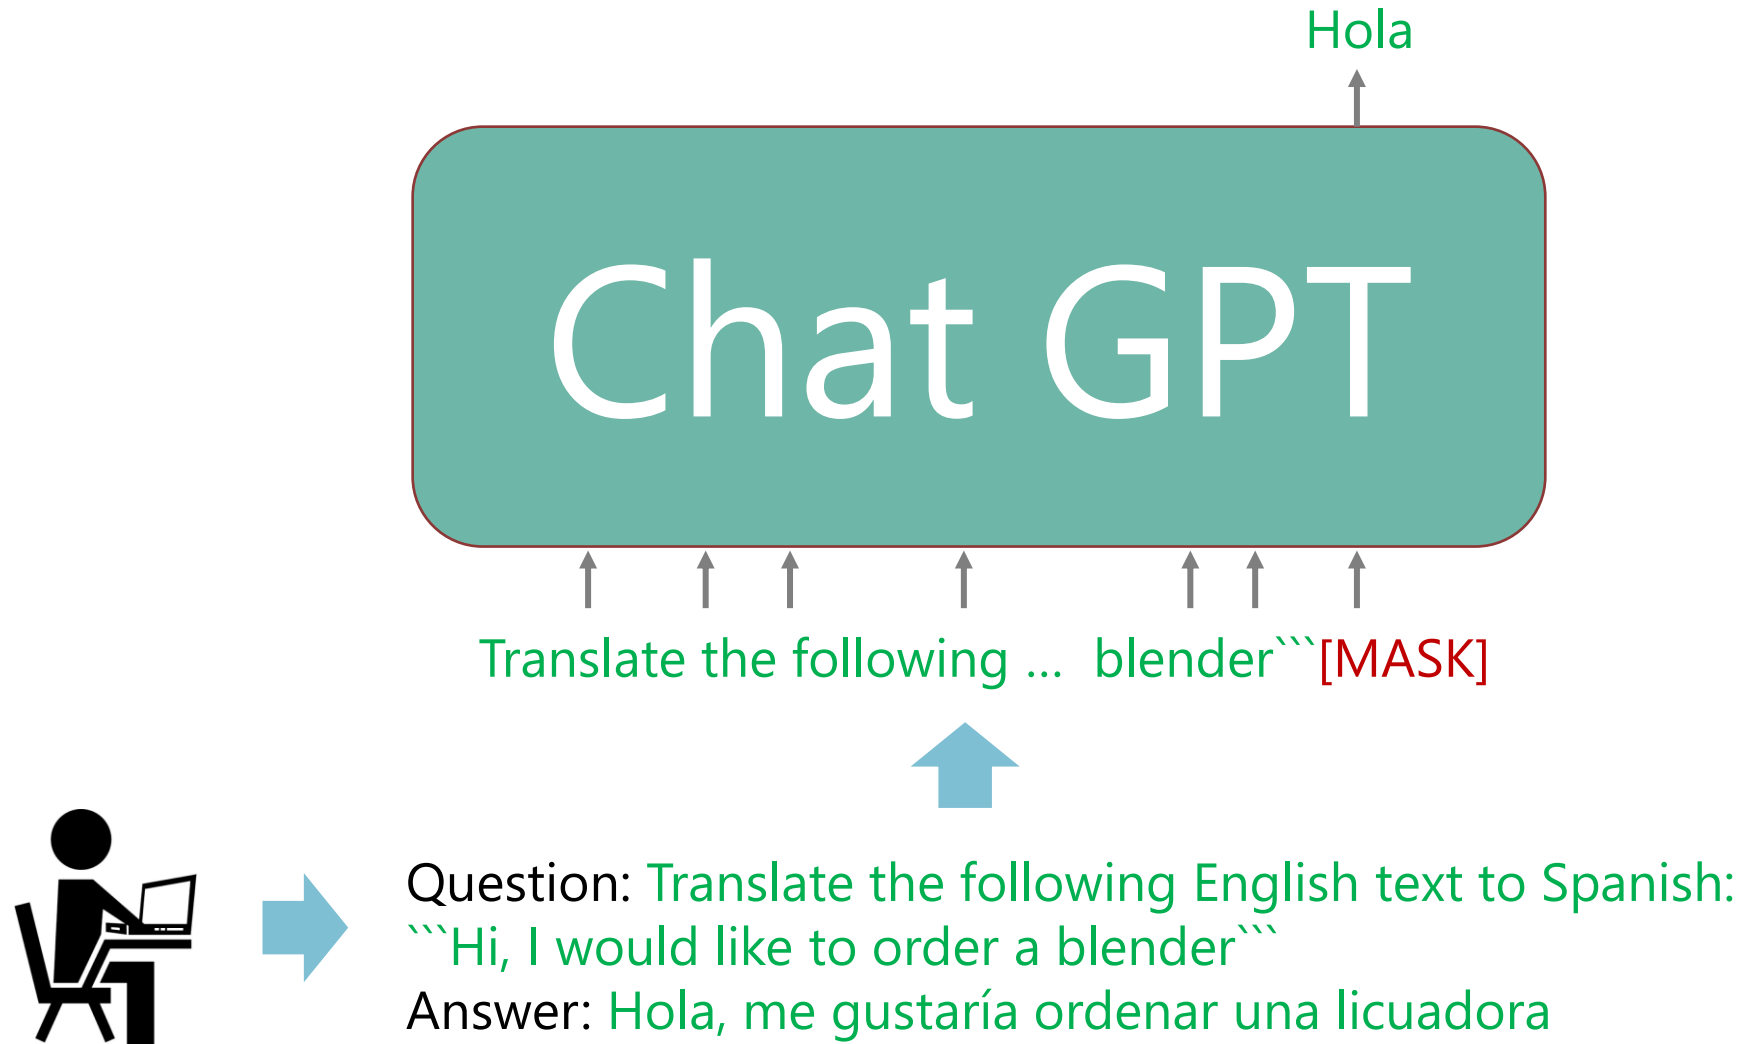 Hola
Chat GPT
Translate the following ... blender```[MASK]
Question: Translate the following English text to Spanish:
```Hi, I would like to order a blender```
Answer: Hola, me gustaría ordenar una licuadora